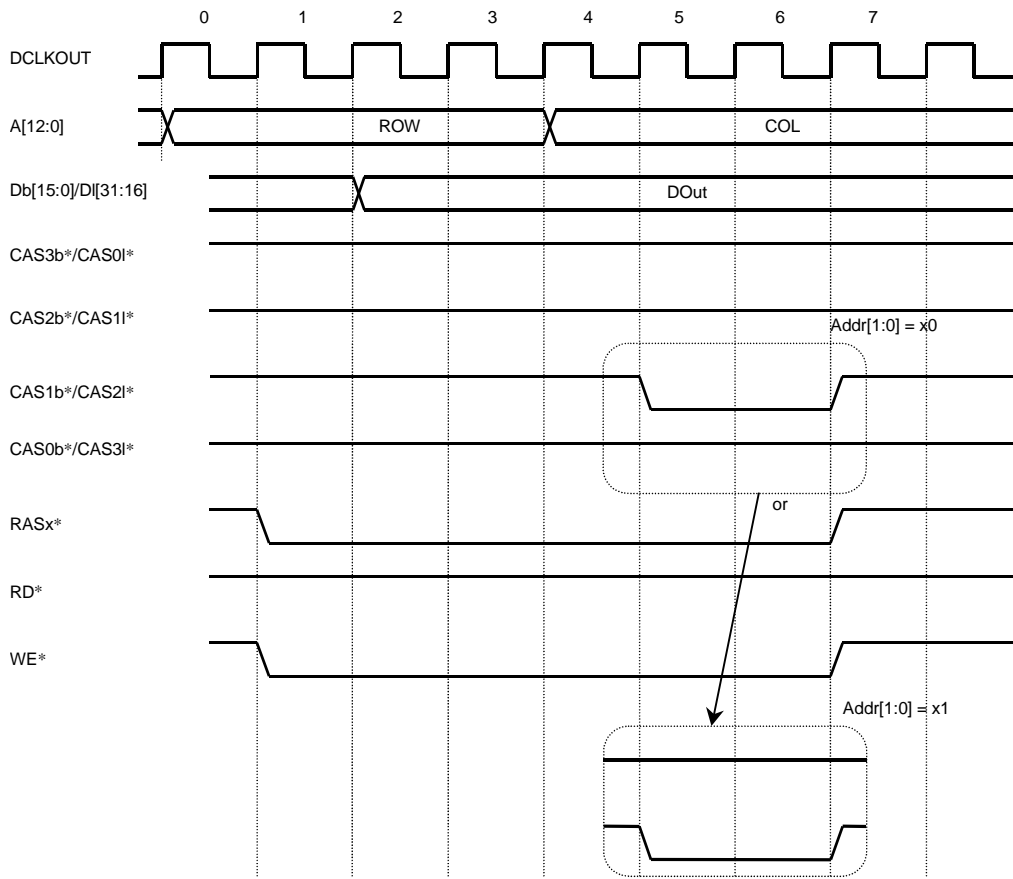 0 1 2 3 4 5 6 7
DCLKOUT
A[12:0] ROW COL
Db[15:0]/Dl[31:16] DOut
CAS3b*/CAS0l*
CAS2b*/CAS1l*
Addr[1:0] = x0
CAS1b*/CAS2l*
CAS0b*/CAS3l*
or
RASx*
RD*
WE*
Addr[1:0] = x1